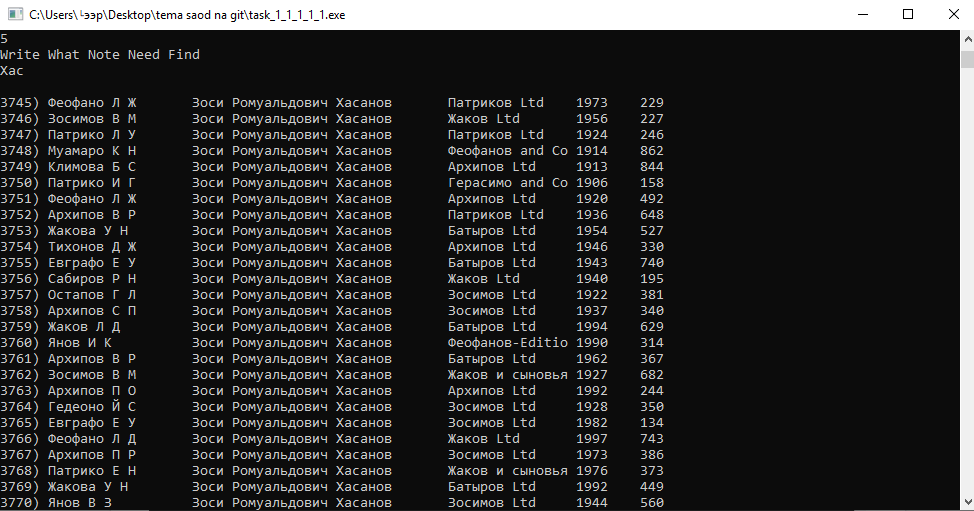 C:\Users\└ээр\Desktop\tema saod na git\task_1_1_1_1_1.exe
5
Write What Note Need Find
Хас
3745) Феофано Л Ж Зоси Ромуальдович Хасанов Патриков Ltd 1973 229
3746) Зосимов В М Зоси Ромуальдович Хасанов Жаков Ltd 1956 227
3747) Патрико Л У Зоси Ромуальдович Хасанов Патриков Ltd 1924 246
3748) Муамаро К Н Зоси Ромуальдович Хасанов Феофанов and Co 1914 862
3749) Климова Б С Зоси Ромуальдович Хасанов Архипов Ltd 1913 844
3750) Патрико И Г Зоси Ромуальдович Хасанов Герасимо and Co 1906 158
3751) Феофано Л Ж Зоси Ромуальдович Хасанов Архипов Ltd 1920 492
3752) Архипов В Р Зоси Ромуальдович Хасанов Патриков Ltd 1936 648
3753) Жакова У Н Зоси Ромуальдович Хасанов Батыров Ltd 1954 527
3754) Тихонов Д Ж Зоси Ромуальдович Хасанов Архипов Ltd 1946 330
3755) Евграфо Е У Зоси Ромуальдович Хасанов Батыров Ltd 1943 740
3756) Сабиров Р Н Зоси Ромуальдович Хасанов Жаков Ltd 1940 195
3757) Остапов Г Л Зоси Ромуальдович Хасанов Зосимов Ltd 1922 381
3758) Архипов С П Зоси Ромуальдович Хасанов Зосимов Ltd 1937 340
3759) Жаков Л Д Зоси Ромуальдович Хасанов Батыров Ltd 1994 629
3760) Янов И К Зоси Ромуальдович Хасанов Феофанов-Editio 1990 314
3761) Архипов В Р Зоси Ромуальдович Хасанов Батыров Ltd 1962 367
3762) Зосимов В М Зоси Ромуальдович Хасанов Жаков и сыновья 1927 682
3763) Архипов П О Зоси Ромуальдович Хасанов Архипов Ltd 1992 244
3764) Гедеоно Й С Зоси Ромуальдович Хасанов Зосимов Ltd 1928 350
3765) Евграфо Е У Зоси Ромуальдович Хасанов Зосимов Ltd 1982 134
3766) Феофано Л Д Зоси Ромуальдович Хасанов Жаков Ltd 1997 743
3767) Архипов П Р Зоси Ромуальдович Хасанов Зосимов Ltd 1973 386
3768) Патрико Е Н Зоси Ромуальдович Хасанов Жаков и сыновья 1976 373
3769) Жакова У Н Зоси Ромуальдович Хасанов Батыров Ltd 1992 449
3770) Янов В З Зоси Ромуальдович Хасанов Зосимов Ltd 1944 560